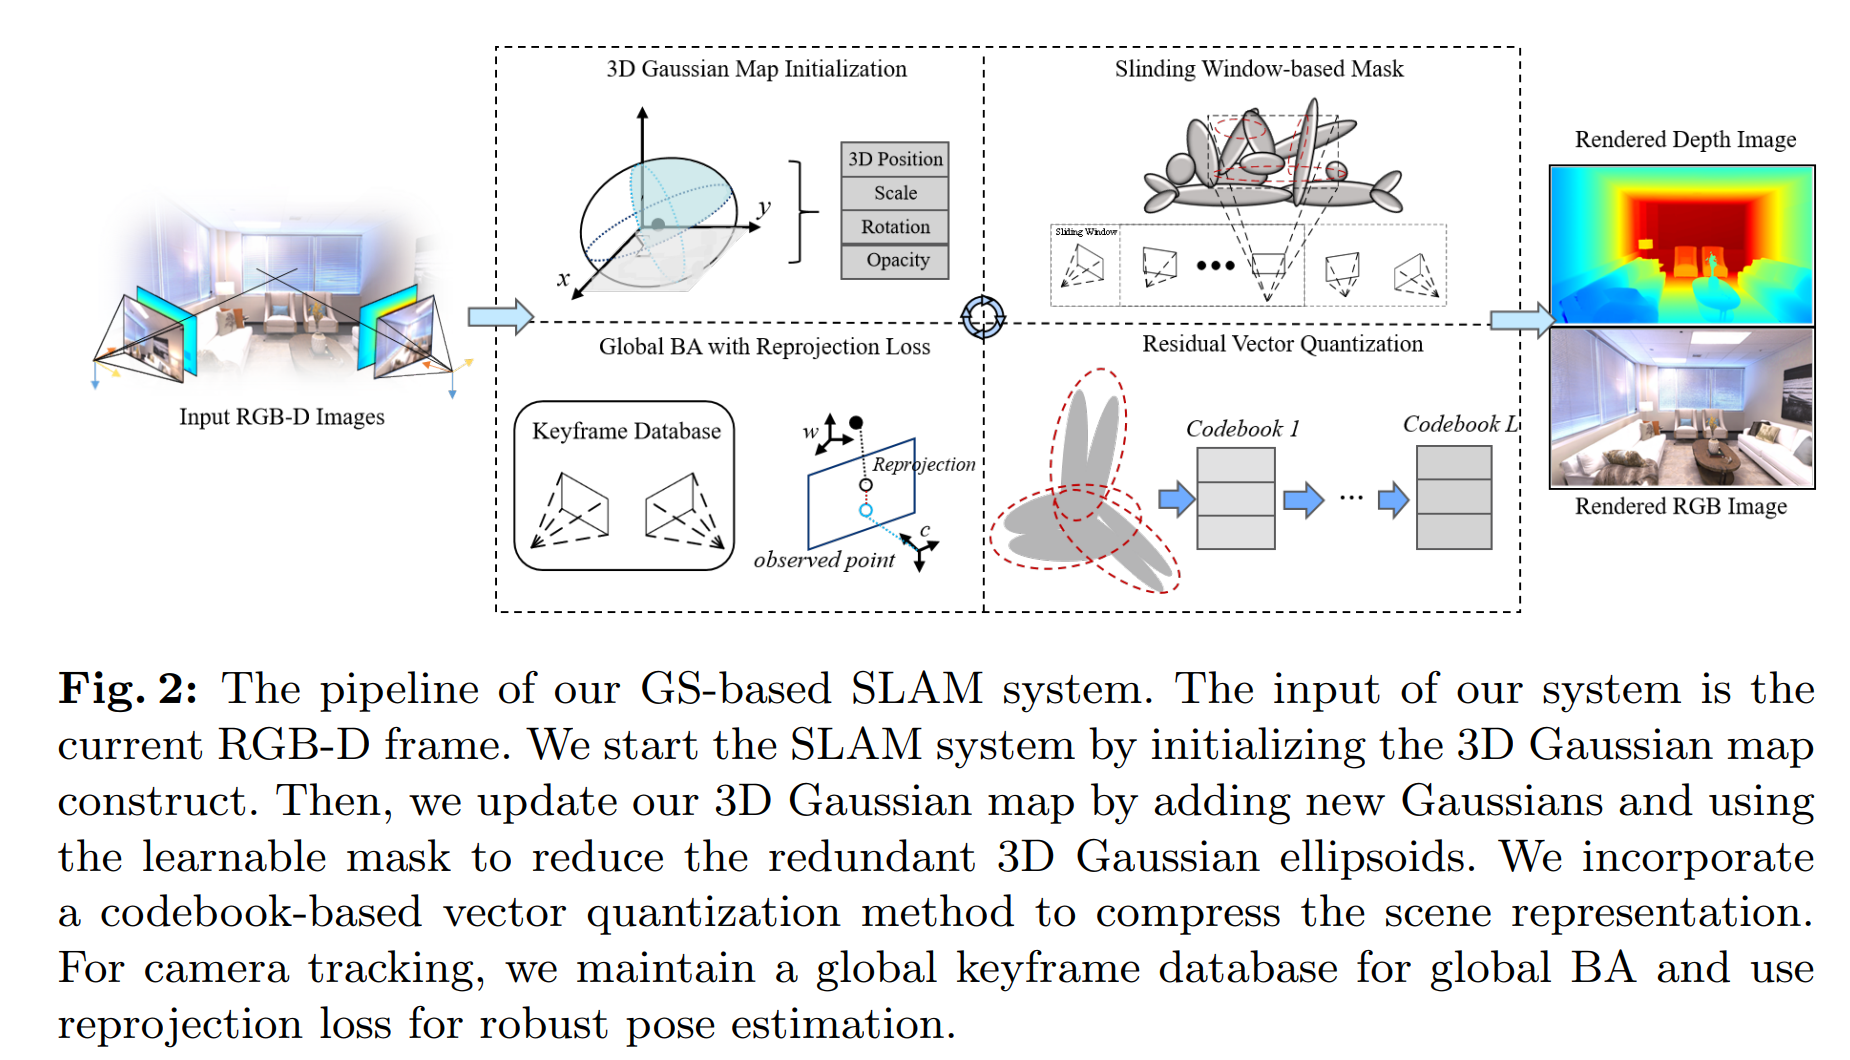 3D Gaussian Map Initialization
Slinding Window-based Mask
3D Position
Scale
Rotation
Opacity
y
x
Sliding Window
Rendered Depth Image
Input RGB-D Images
Global BA with Reprojection Loss
Residual Vector Quantization
Keyframe Database
w
Reprojection
c
observed point
Codebook 1
...
Codebook L
Rendered RGB Image
Fig. 2: The pipeline of our GS-based SLAM system. The input of our system is the
current RGB-D frame. We start the SLAM system by initializing the 3D Gaussian map
construct. Then, we update our 3D Gaussian map by adding new Gaussians and using
the learnable mask to reduce the redundant 3D Gaussian ellipsoids. We incorporate
a codebook-based vector quantization method to compress the scene representation.
For camera tracking, we maintain a global keyframe database for global BA and use
reprojection loss for robust pose estimation.